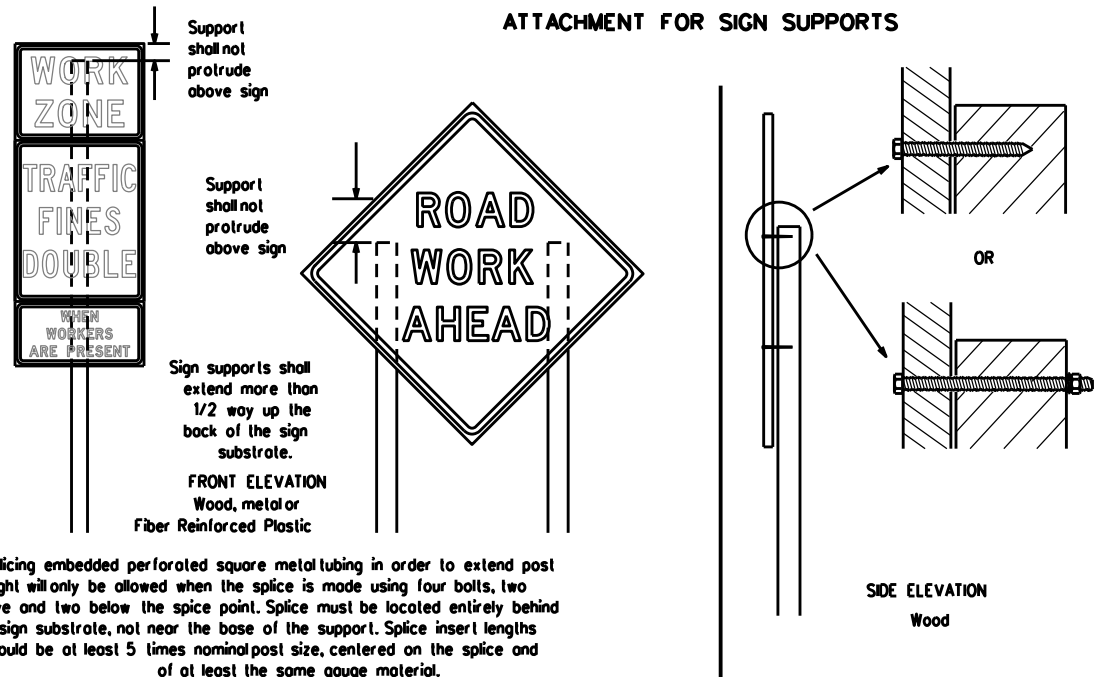 ATTACHMENT FOR SIGN SUPPORTS
Support
shall not
protrude
above sign
WORK
ZONE
TRAFFIC
FINES
DOUBLE
WHEN
WORKERS
ARE PRESENT
Support
shall not
protrude
above sign
ROAD
WORK
AHEAD
Sign supports shall
extend more than
1/2 way up the
back of the sign
substrate.
FRONT ELEVATION
Wood, metal or
Fiber Reinforced Plastic
OR
SIDE ELEVATION
Wood
licing embedded perforated square metal tubing in order to extend post
ght will only be allowed when the splice is made using four bolts, two
ve and two below the spice point. Splice must be located entirely behind
sign substrate, not near the base of the support. Splice insert lengths
ould be at least 5 times nominal post size, centered on the splice and
of at least the same gauge material.